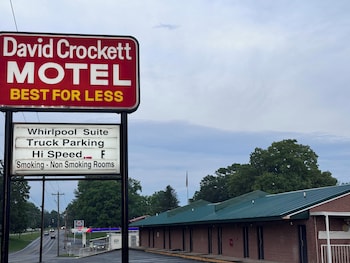 David Crockett
MOTEL
BEST FOR LESS
Whirlpool Suite
Truck Parking
Hi Speed F
Smoking - Non Smoking Rooms